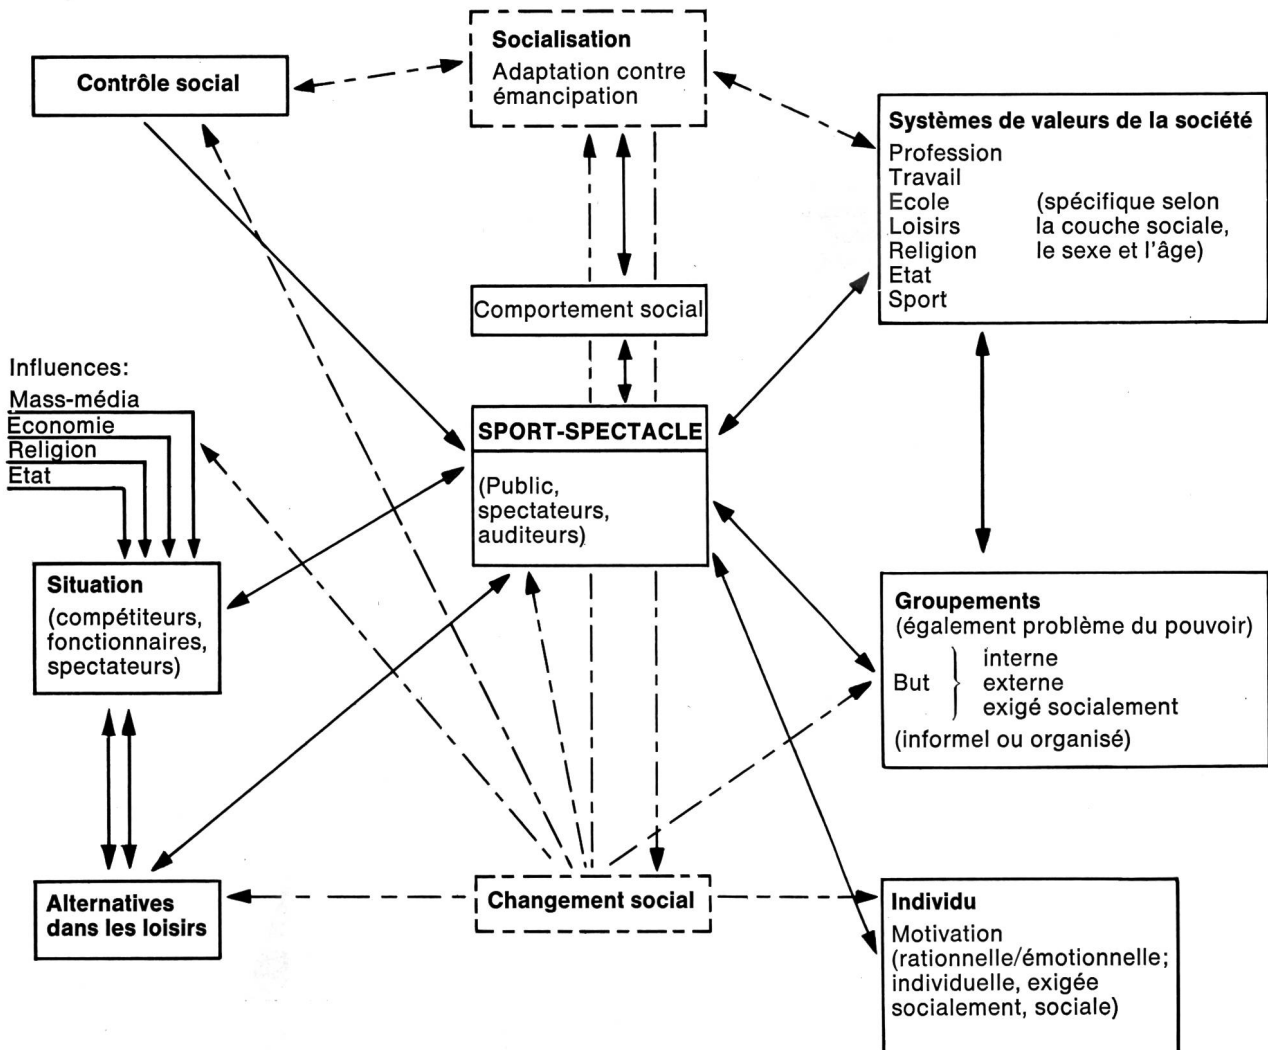 Contrôle social
Socialisation
Adaptation contre
émancipation
Systèmes de valeurs de la société
Profession
Travail
Ecole (spécifique selon
Loisirs la couche sociale,
Religion le sexe et l'âge)
Etat
Sport
Comportement social
Influences:
Mass-média
Economie
Religion
Etat
SPORT-SPECTACLE
(Public,
spectateurs,
auditeurs)
Situation
(compétiteurs,
fonctionnaires,
spectateurs)
Groupements
(également problème du pouvoir)
interne
But } externe
exigé socialement
(informel ou organisé)
Alternatives
dans les loisirs
Changement social
Individu
Motivation
(rationnelle/émotionnelle;
individuelle, exigée
socialement, sociale)